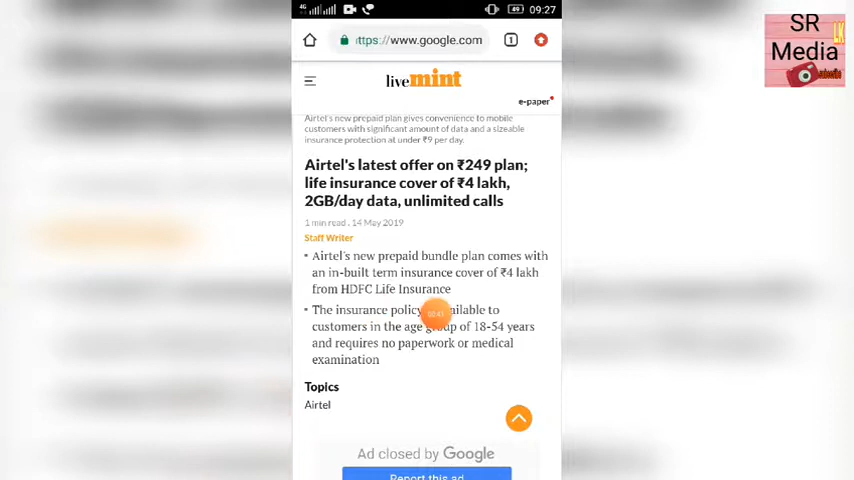 4G
49 09:27
ttps://www.google.com
1
SR
Media
LK
subscribe
livemint
e-paper
Airtel's new prepaid plan gives convenience to mobile
customers with significant amount of data and a sizeable
insurance protection at under ₹9 per day.
Airtel's latest offer on ₹249 plan;
life insurance cover of ₹4 lakh,
2GB/day data, unlimited calls
1 min read . 14 May 2019
Staff Writer
Airtel's new prepaid bundle plan comes with
an in-built term insurance cover of ₹4 lakh
from HDFC Life Insurance
The insurance policy ailable to
customers in the age group of 18-54 years
and requires no paperwork or medical
examination
Topics
Airtel
Ad closed by Google
Report this ad